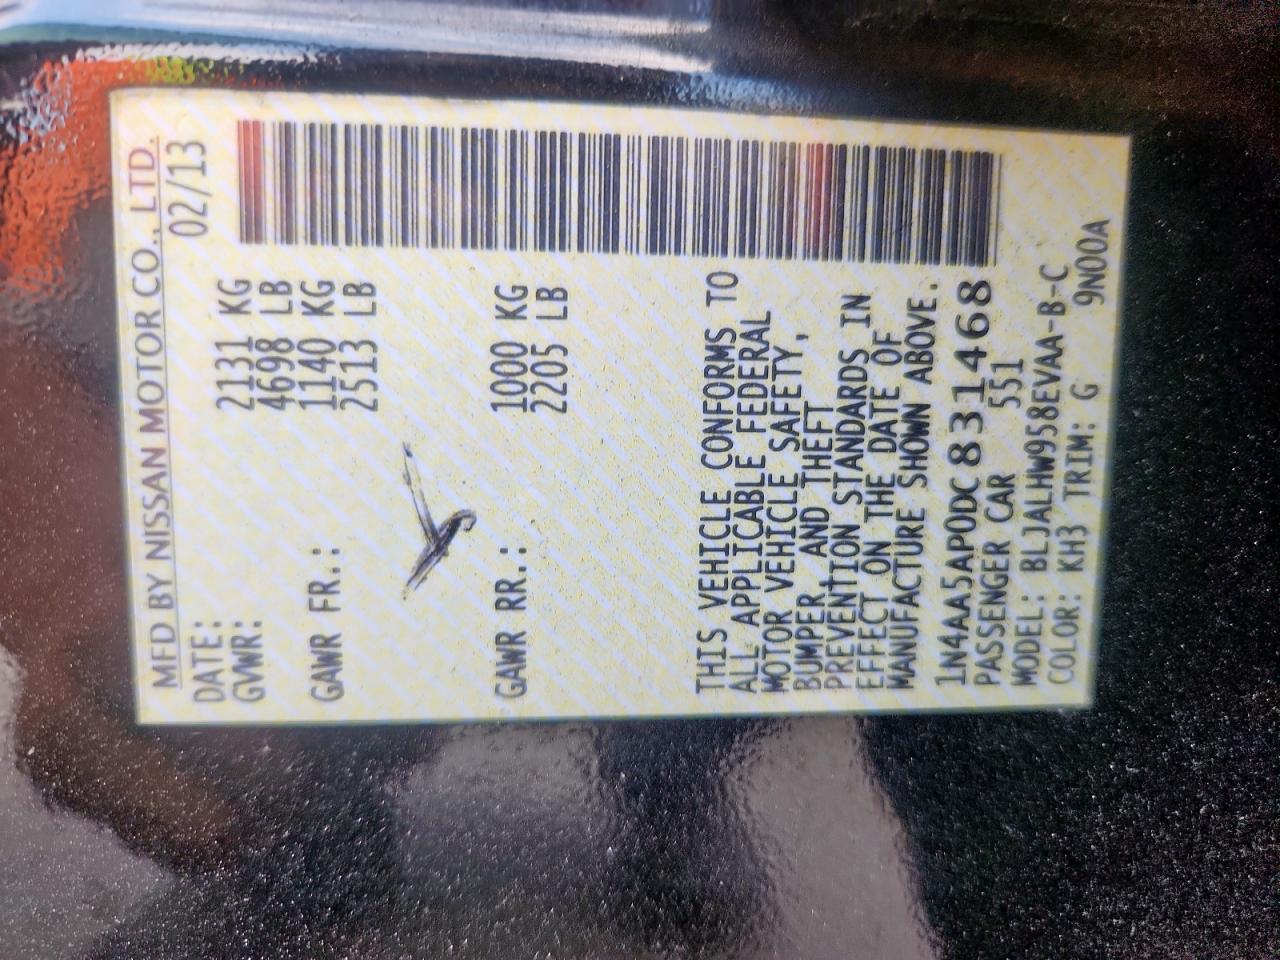 MFD BY NISSAN MOTOR CO., LTD.
DATE: 02/13
GVWR: 2131 KG
4698 LB
GAWR FR.: 1140 KG
2513 LB
GAWR RR.: 1000 KG
2205 LB
THIS VEHICLE CONFORMS TO
ALL APPLICABLE FEDERAL
MOTOR VEHICLE SAFETY,
BUMPER AND THEFT
PREVENTION STANDARDS IN
EFFECT ON THE DATE OF
MANUFACTURE SHOWN ABOVE.
1N4AA5AP0DC831468
PASSENGER CAR 551
MODEL: BLJALHW958EVAA-B-C
COLOR: KH3 TRIM: G 9N00A